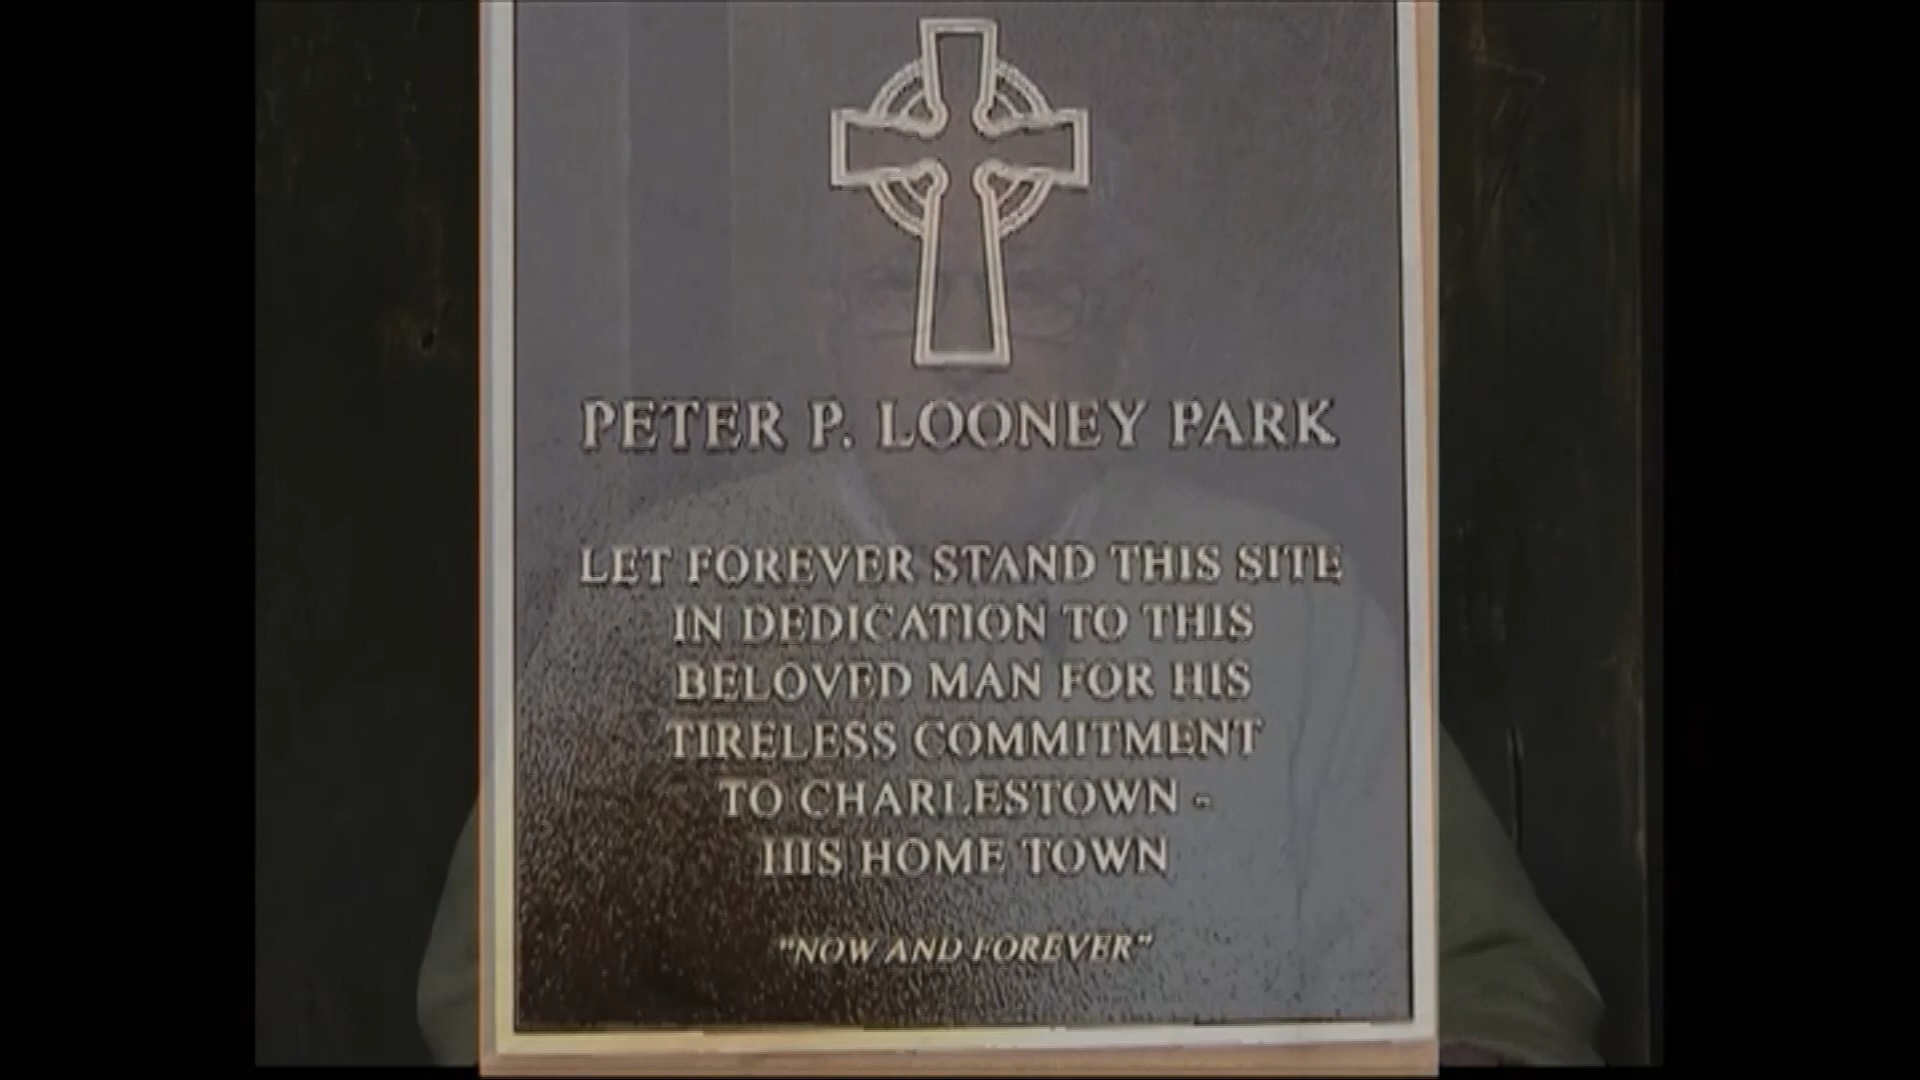 PETER P. LOONEY PARK
LET FOREVER STAND THIS SITE
IN DEDICATION TO THIS
BELOVED MAN FOR HIS
TIRELESS COMMITMENT
TO CHARLESTOWN -
HIS HOME TOWN
"NOW AND FOREVER"